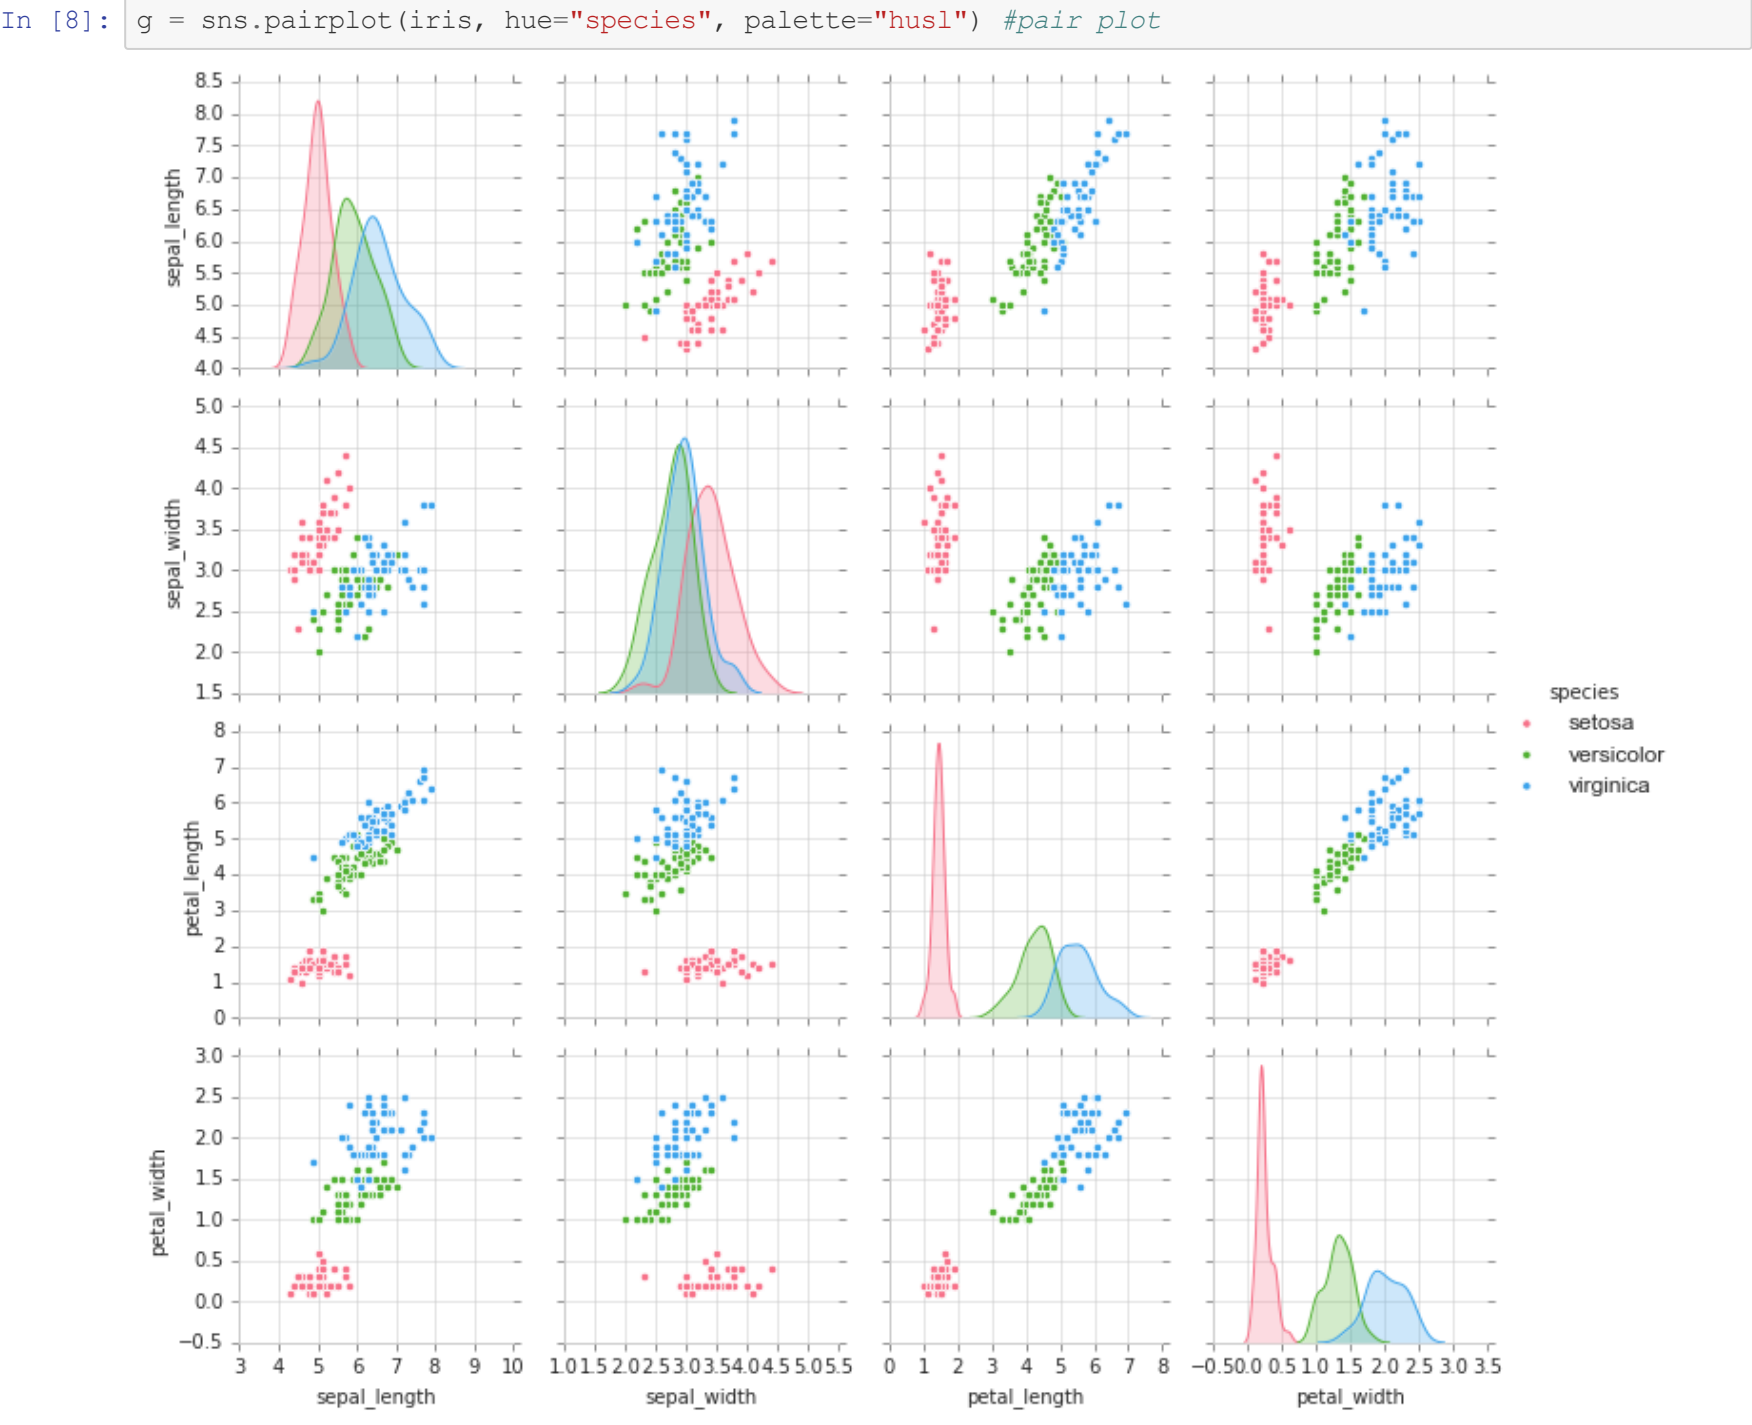 In [8]: g = sns.pairplot(iris, hue="species", palette="husl") #pair plot
8.5
8.0
7.5
7.0
6.5
6.0
5.5
5.0
4.5
4.0
sepal_length
5.0
4.5
4.0
3.5
3.0
2.5
2.0
1.5
sepal_width
8
7
6
5
4
3
2
1
0
petal_length
species
setosa
versicolor
virginica
3.0
2.5
2.0
1.5
1.0
0.5
0.0
−0.5
petal_width
3 4 5 6 7 8 9 10
sepal_length
1.0 1.5 2.0 2.5 3.0 3.5 4.0 4.5 5.0 5.5
sepal_width
0 1 2 3 4 5 6 7 8
petal_length
−0.5 0.0 0.5 1.0 1.5 2.0 2.5 3.0 3.5
petal_width